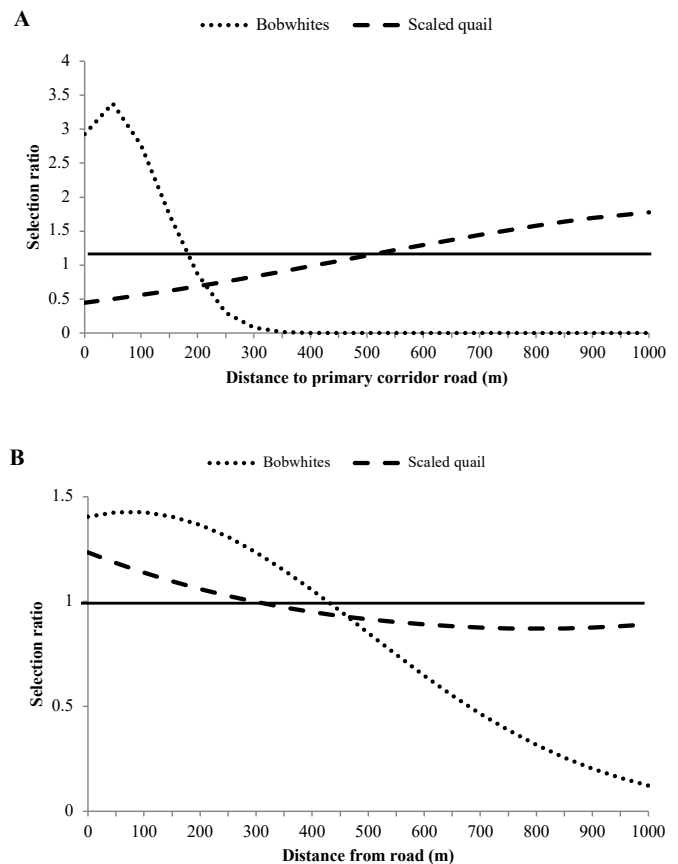 A
Bobwhites Scaled quail
4
3.5
3
2.5
2
1.5
1
0.5
0
Selection ratio
0 100 200 300 400 500 600 700 800 900 1000
Distance to primary corridor road (m)
B
Bobwhites Scaled quail
1.5
1
0.5
0
Selection ratio
0 100 200 300 400 500 600 700 800 900 1000
Distance from road (m)